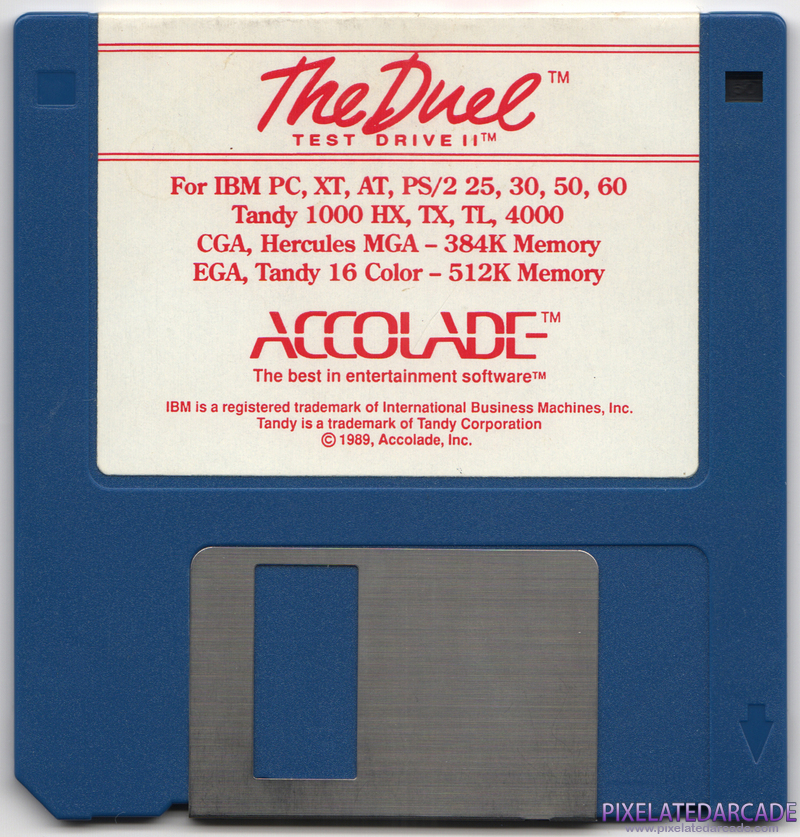 The Duel™
TEST DRIVE II™
For IBM PC, XT, AT, PS/2 25, 30, 50, 60
Tandy 1000 HX, TX, TL, 4000
CGA, Hercules MGA – 384K Memory
EGA, Tandy 16 Color – 512K Memory
ACCOLADE™
The best in entertainment software™
IBM is a registered trademark of International Business Machines, Inc.
Tandy is a trademark of Tandy Corporation
© 1989, Accolade, Inc.
PIXELATEDARCADE
www.pixelatedarcade.com